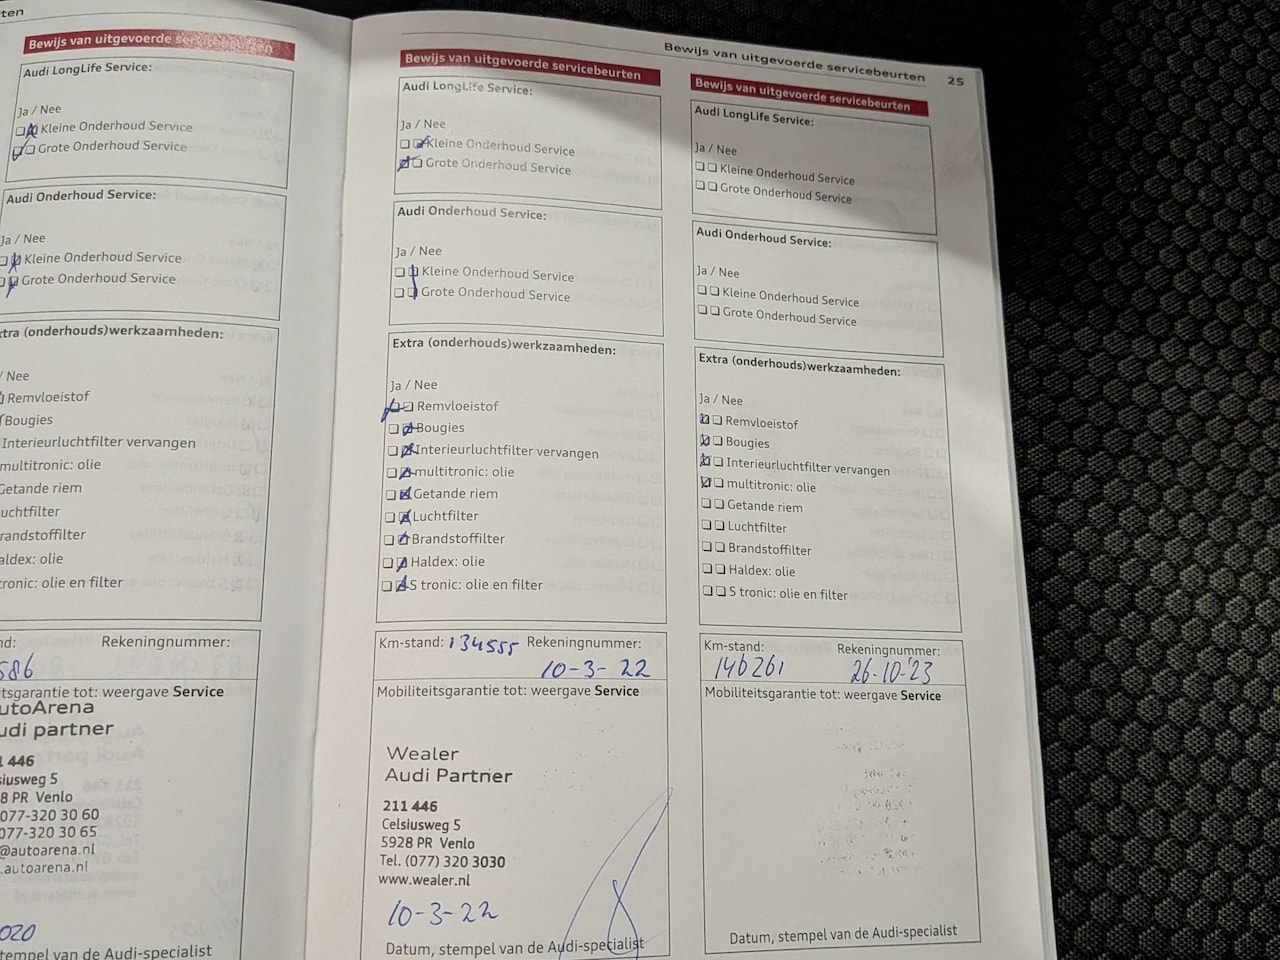 ten
Bewijs van uitgevoerde servicebeurten
Audi LongLife Service:
Ja / Nee
Kleine Onderhoud Service
Grote Onderhoud Service
Audi Onderhoud Service:
Ja / Nee
Kleine Onderhoud Service
Grote Onderhoud Service
xtra (onderhouds)werkzaamheden:
/ Nee
Remvloeistof
Bougies
Interieurluchtfilter vervangen
multitronic: olie
Getande riem
uchtfilter
randstoffilter
aldex: olie
tronic: olie en filter
nd: Rekeningnummer:
586
itsgarantie tot: weergave Service
utoArena
udi partner
1 446
siusweg 5
8 PR Venlo
077-320 30 60
077-320 30 65
@autoarena.nl
.autoarena.nl
020
tempel van de Audi-specialist
Bewijs van uitgevoerde servicebeurten 25
Bewijs van uitgevoerde servicebeurten
Audi LongLife Service:
Ja / Nee
Kleine Onderhoud Service
Grote Onderhoud Service
Audi Onderhoud Service:
Ja / Nee
Kleine Onderhoud Service
Grote Onderhoud Service
Extra (onderhouds)werkzaamheden:
Ja / Nee
Remvloeistof
Bougies
Interieurluchtfilter vervangen
multitronic: olie
Getande riem
Luchtfilter
Brandstoffilter
Haldex: olie
S tronic: olie en filter
Km-stand: 134555 Rekeningnummer:
10-3-22
Mobiliteitsgarantie tot: weergave Service
Wealer
Audi Partner
211 446
Celsiusweg 5
5928 PR Venlo
Tel. (077) 320 3030
www.wealer.nl
10-3-22
Datum, stempel van de Audi-specialist
Bewijs van uitgevoerde servicebeurten
Audi LongLife Service:
Ja / Nee
Kleine Onderhoud Service
Grote Onderhoud Service
Audi Onderhoud Service:
Ja / Nee
Kleine Onderhoud Service
Grote Onderhoud Service
Extra (onderhouds)werkzaamheden:
Ja / Nee
Remvloeistof
Bougies
Interieurluchtfilter vervangen
multitronic: olie
Getande riem
Luchtfilter
Brandstoffilter
Haldex: olie
S tronic: olie en filter
Km-stand: Rekeningnummer:
146261 26-10'23
Mobiliteitsgarantie tot: weergave Service
Datum, stempel van de Audi-specialist